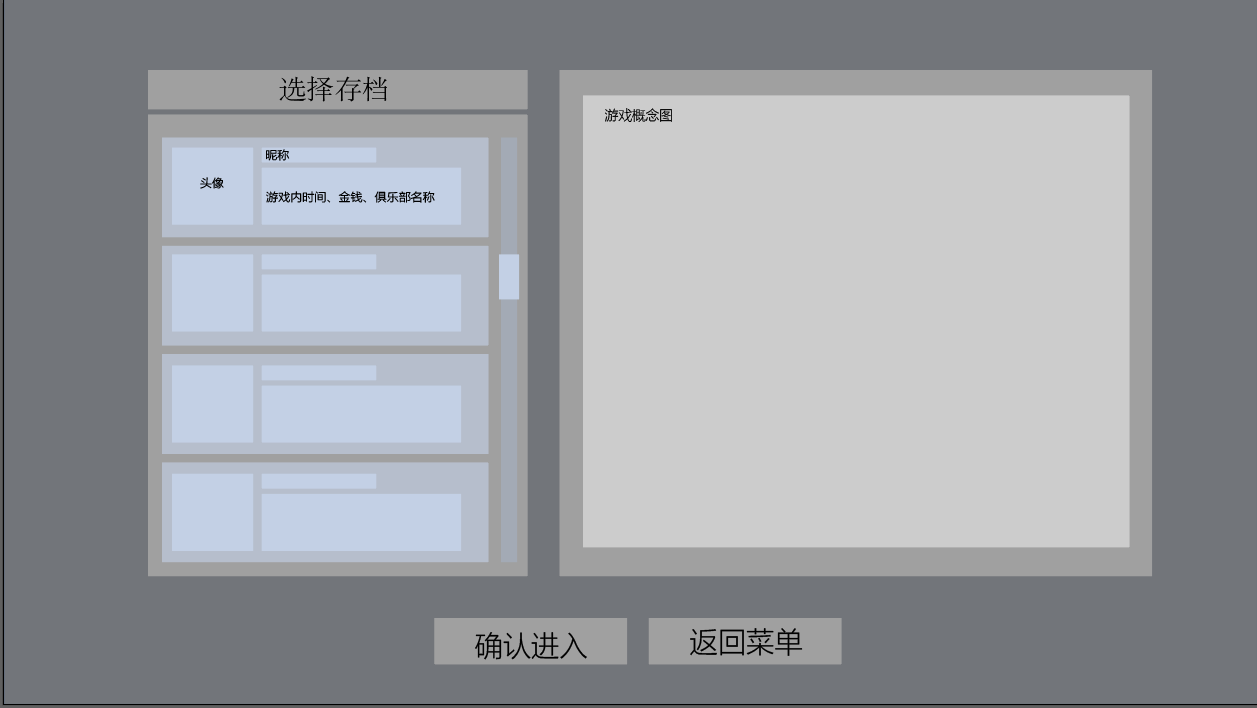 选择存档
昵称
头像
游戏内时间、金钱、俱乐部名称
游戏概念图
确认进入
返回菜单